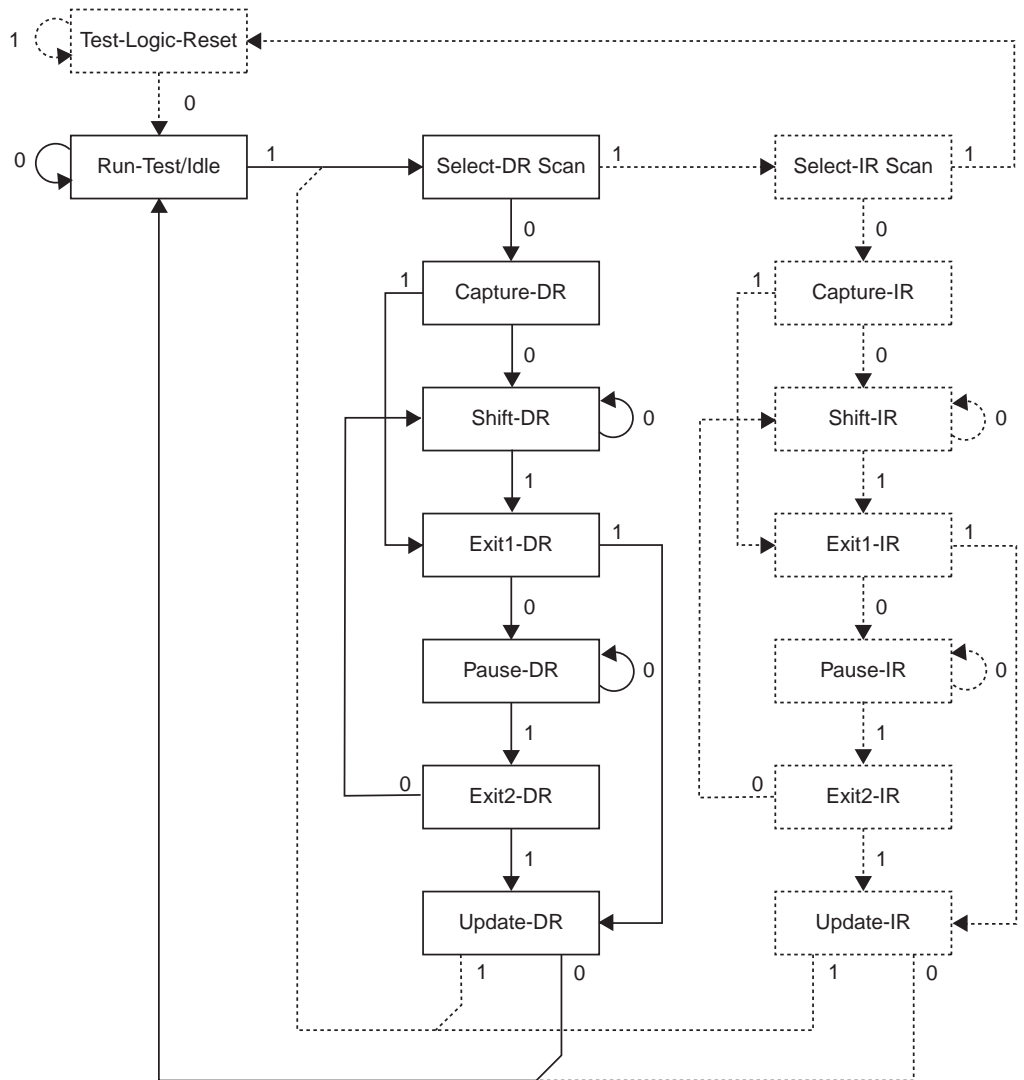 1
Test-Logic-Reset
0
0
Run-Test/Idle
1
Select-DR Scan
1
Select-IR Scan
1
0
0
1
Capture-DR
1
Capture-IR
0
0
Shift-DR
0
Shift-IR
0
1
1
Exit1-DR
1
Exit1-IR
1
0
0
Pause-DR
0
Pause-IR
0
1
1
0
Exit2-DR
0
Exit2-IR
1
1
Update-DR
Update-IR
1
0
1
0